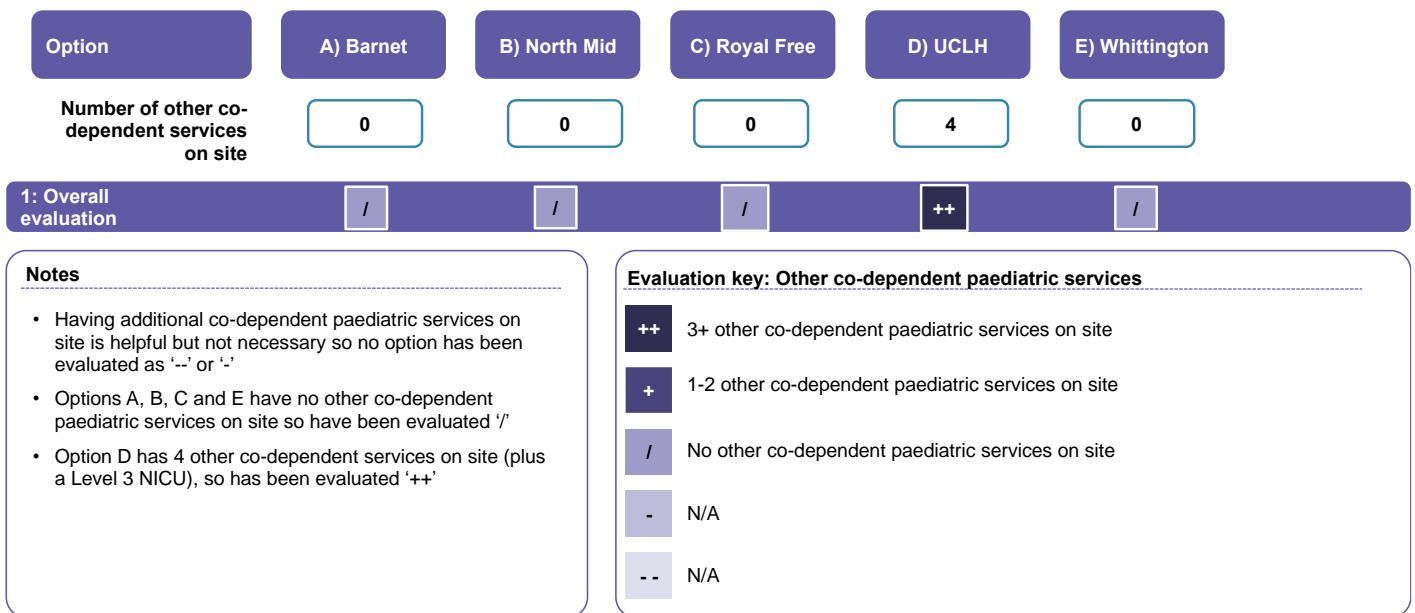 Option
A) Barnet
B) North Mid
C) Royal Free
D) UCLH
E) Whittington
Number of other co-
dependent services
on site
0
0
0
4
0
1: Overall
evaluation
/
/
/
++
/
Notes
• Having additional co-dependent paediatric services on
site is helpful but not necessary so no option has been
evaluated as ‘--’ or ‘-’
• Options A, B, C and E have no other co-dependent
paediatric services on site so have been evaluated ‘/’
• Option D has 4 other co-dependent services on site (plus
a Level 3 NICU), so has been evaluated ‘++’
Evaluation key: Other co-dependent paediatric services
++ 3+ other co-dependent paediatric services on site
+ 1-2 other co-dependent paediatric services on site
/ No other co-dependent paediatric services on site
- N/A
- - N/A